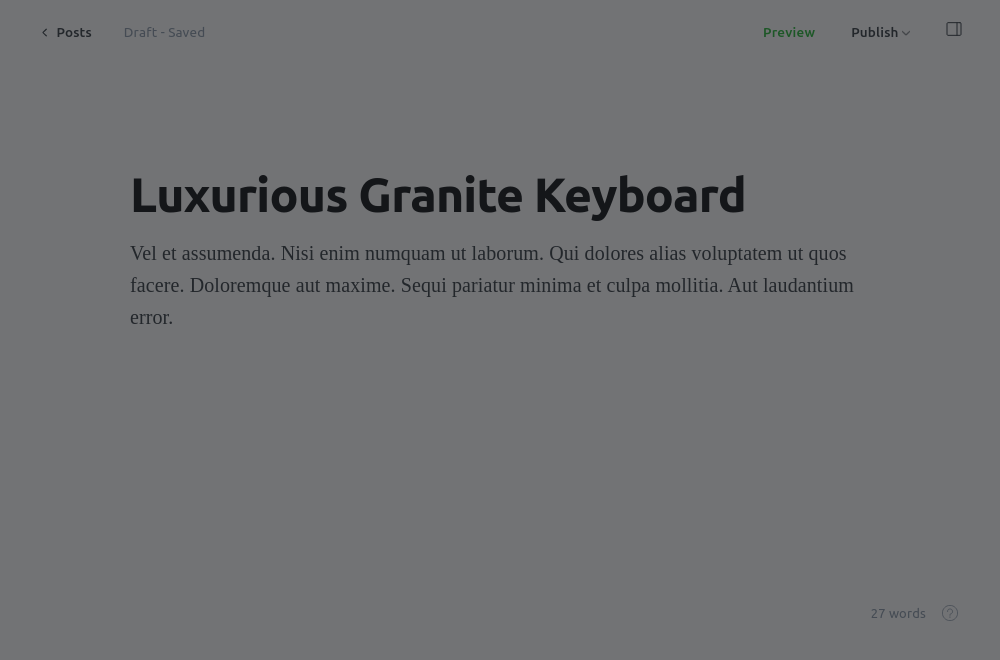 Posts
Draft - Saved
Preview
Publish
Luxurious Granite Keyboard
Vel et assumenda. Nisi enim numquam ut laborum. Qui dolores alias voluptatem ut quos
facere. Doloremque aut maxime. Sequi pariatur minima et culpa mollitia. Aut laudantium
error.
27 words
?